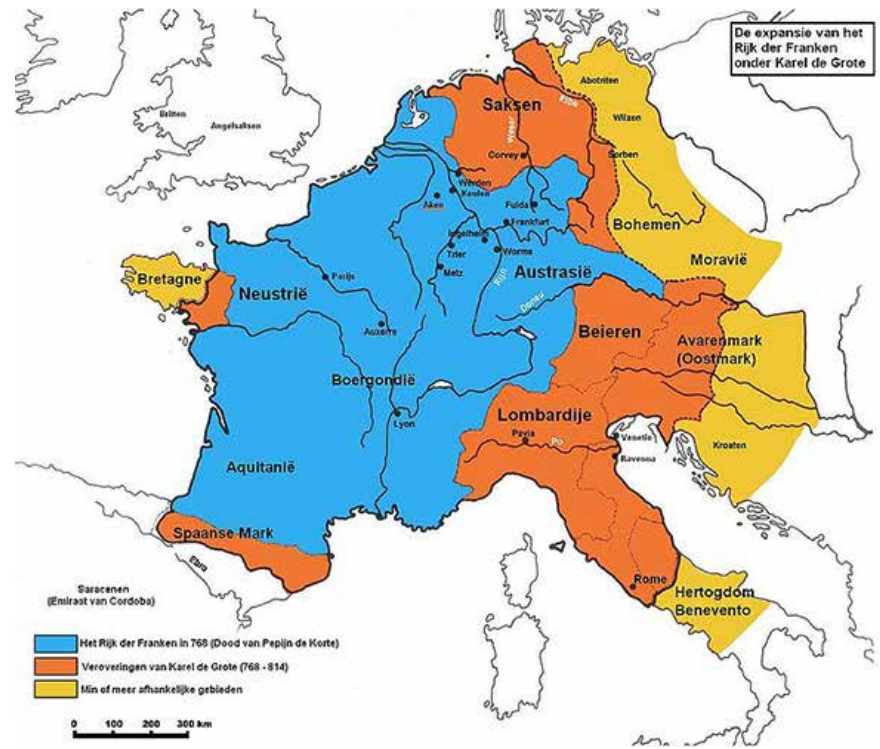 De expansie van het
Rijk der Franken
onder Karel de Grote
Abotriten
Saksen
Elbe
Wilzen
Britten
Angelsaksen
Weser
Corvey
Sorben
Werden
Keulen
Aken
Fulda
Frankfurt
Bohemen
Ingelheim
Trier
Worms
Moravië
Metz
Rijn
Austrasië
Bretagne
Parijs
Neustrië
Donau
Auxerre
Beieren
Avarenmark
(Oostmark)
Boergondië
Lombardije
Lyon
Pavia
Po
Venetie
Kroaten
Ravenna
Aquitanië
Spaanse Mark
Ebro
Rome
Saracenen
(Emiraat van Cordoba)
Hertogdom
Benevento
Het Rijk der Franken in 768 (Dood van Pepijn de Korte)
Veroveringen van Karel de Grote (768 - 814)
Min of meer afhankelijke gebieden
0 100 200 300 km